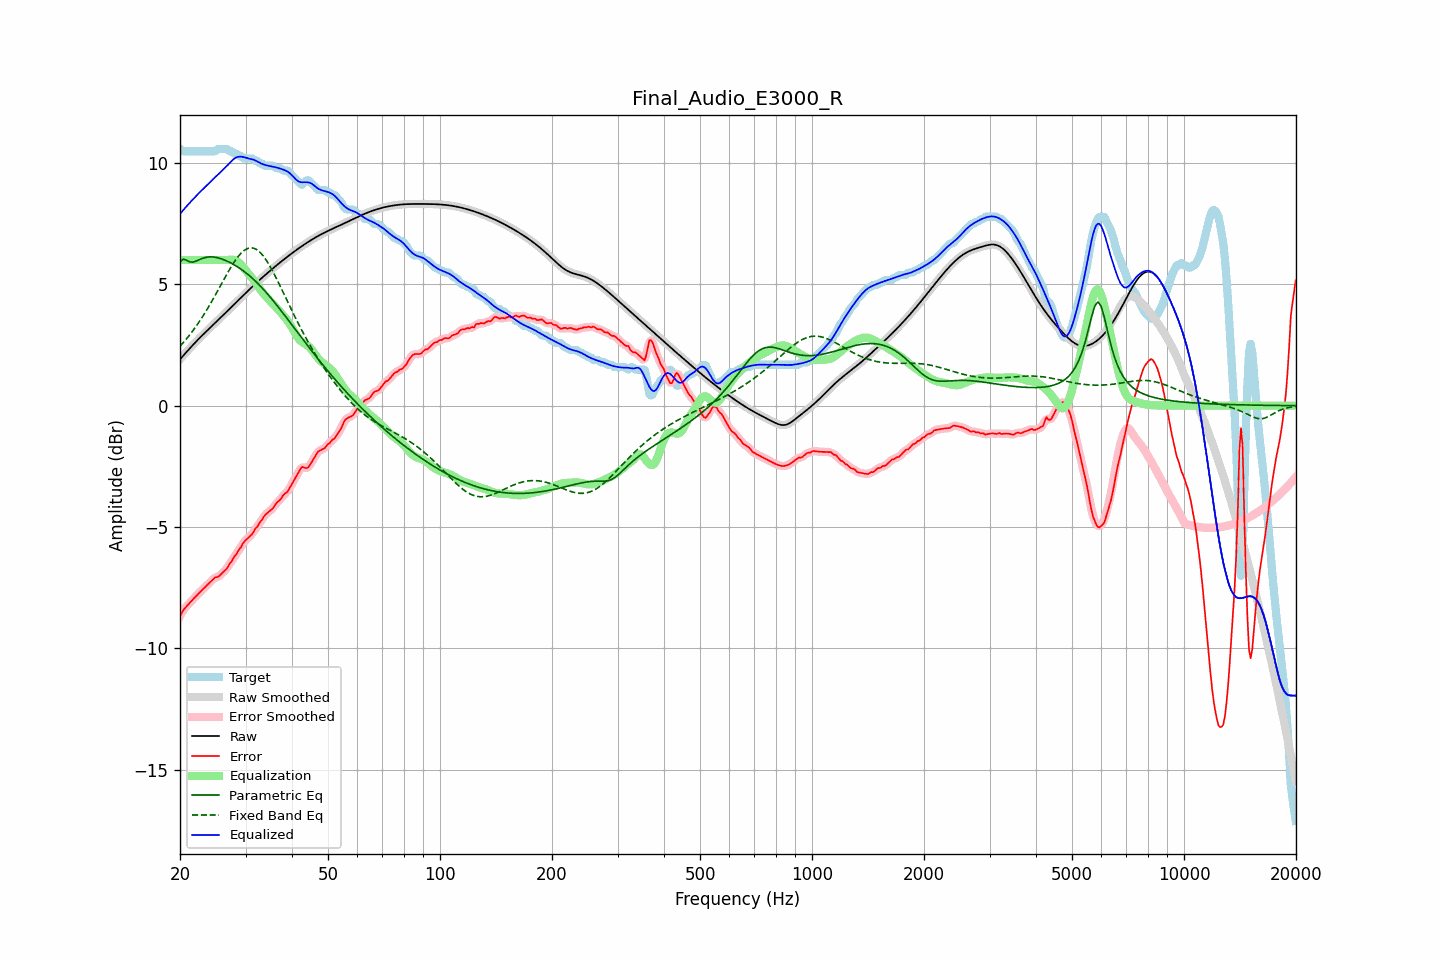 Final_Audio_E3000_R
Amplitude (dBr)
10
5
0
−5
−10
−15
Target
Raw Smoothed
Error Smoothed
Raw
Error
Equalization
Parametric Eq
Fixed Band Eq
Equalized
20 50 100 200 500 1000 2000 5000 10000 20000
Frequency (Hz)